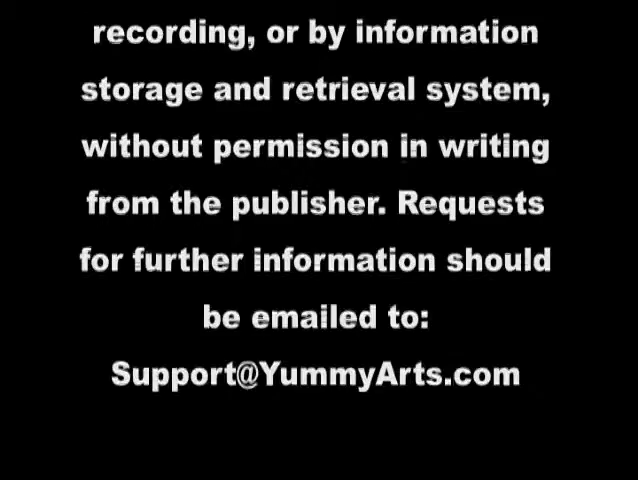 recording, or by information
storage and retrieval system,
without permission in writing
from the publisher. Requests
for further information should
be emailed to:
Support@YummyArts.com